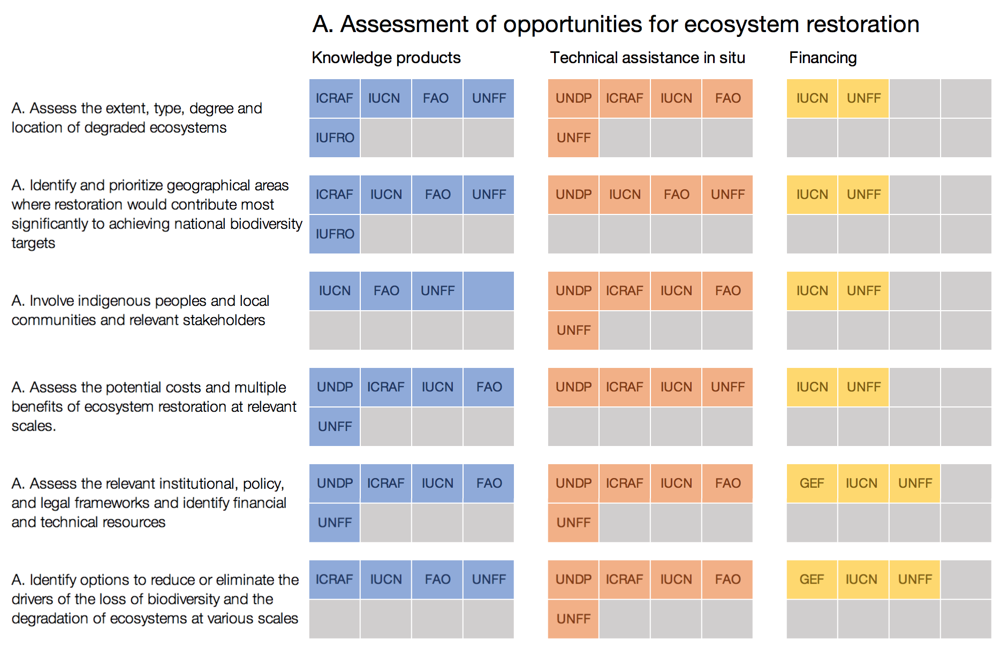 A. Assessment of opportunities for ecosystem restoration
Knowledge products Technical assistance in situ Financing
A. Assess the extent, type, degree and
location of degraded ecosystems
ICRAF IUCN FAO UNFF
IUFRO
UNDP ICRAF IUCN FAO
UNFF
IUCN UNFF
A. Identify and prioritize geographical areas
where restoration would contribute most
significantly to achieving national biodiversity
targets
ICRAF IUCN FAO UNFF
IUFRO
UNDP IUCN FAO UNFF
IUCN UNFF
A. Involve indigenous peoples and local
communities and relevant stakeholders
IUCN FAO UNFF
UNDP ICRAF IUCN FAO
UNFF
IUCN UNFF
A. Assess the potential costs and multiple
benefits of ecosystem restoration at relevant
scales.
UNDP ICRAF IUCN FAO
UNFF
UNDP ICRAF IUCN UNFF
IUCN UNFF
A. Assess the relevant institutional, policy,
and legal frameworks and identify financial
and technical resources
UNDP ICRAF IUCN FAO
UNFF
UNDP ICRAF IUCN FAO
UNFF
GEF IUCN UNFF
A. Identify options to reduce or eliminate the
drivers of the loss of biodiversity and the
degradation of ecosystems at various scales
ICRAF IUCN FAO UNFF
UNDP ICRAF IUCN FAO
UNFF
GEF IUCN UNFF